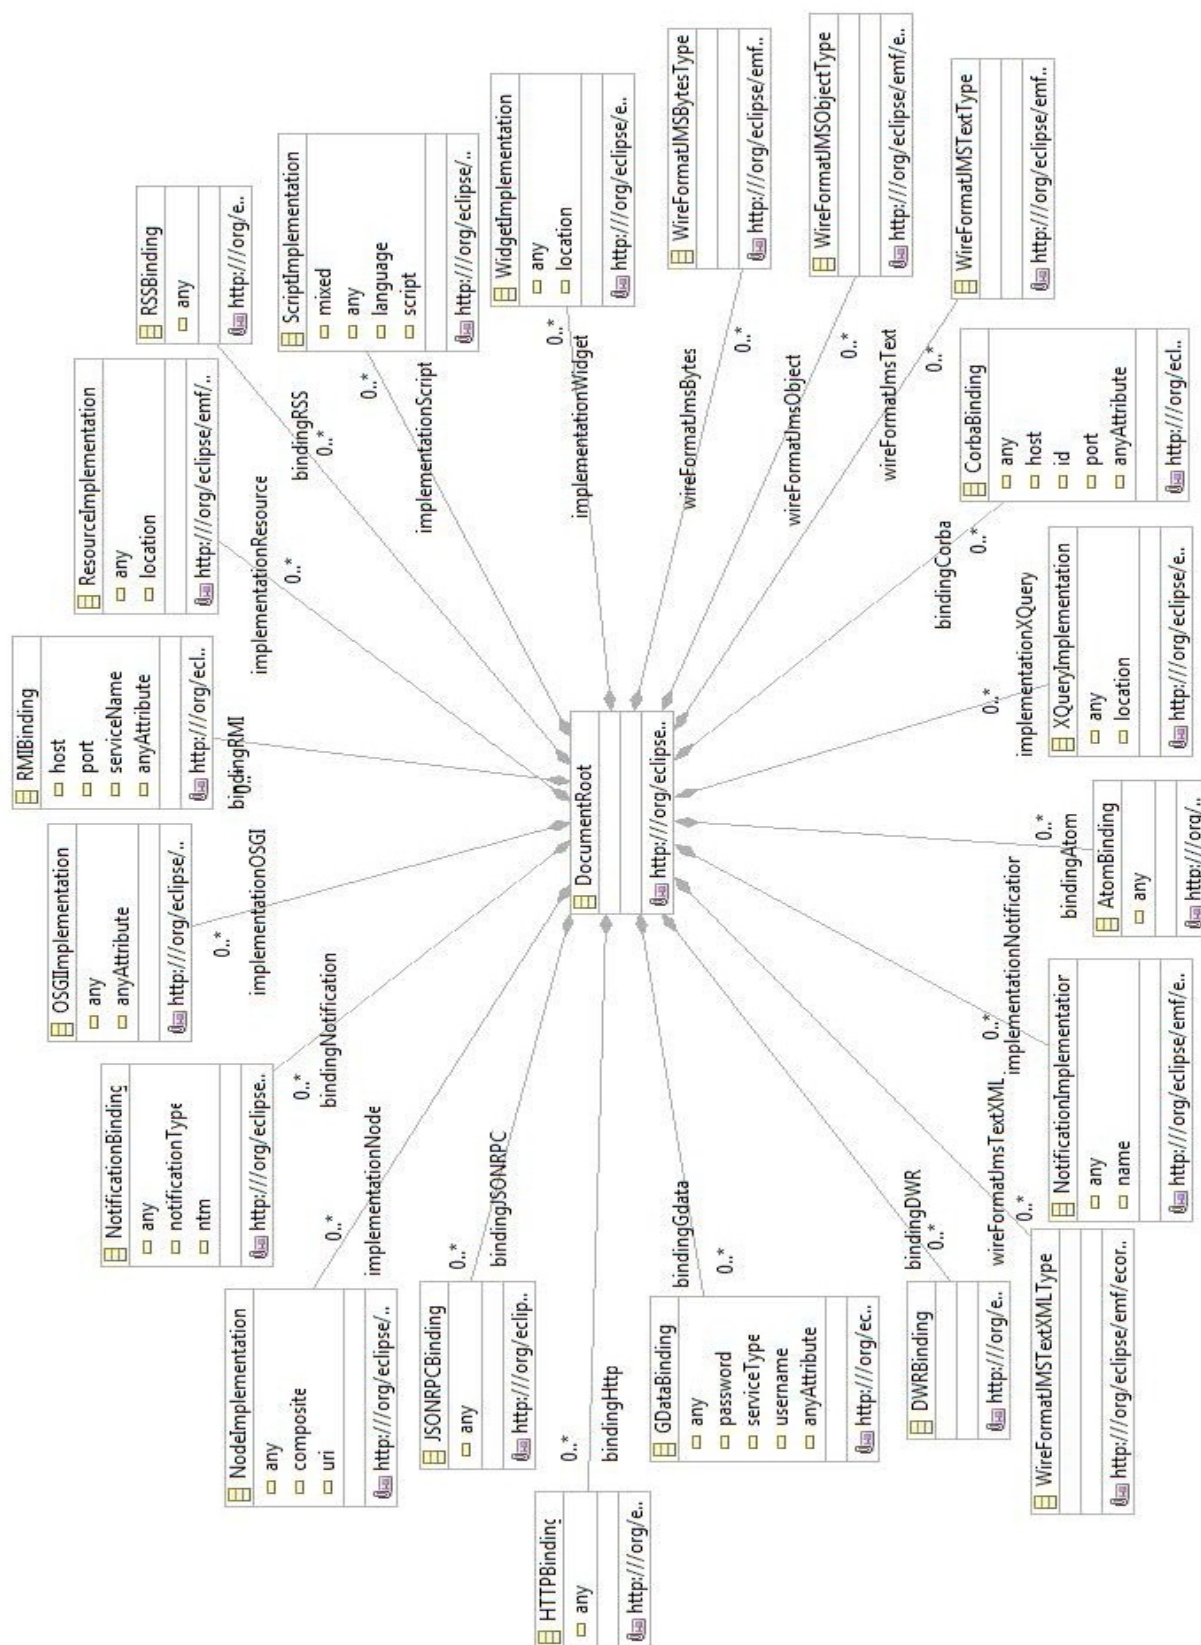 RMIBinding
host
port
serviceName
anyAttribute
http:///org/ecl..
bindingRMI
0..*
ResourceImplementation
any
location
http:///org/eclipse/emf/..
implementationResource
0..*
RSSBinding
any
http:///org/e..
bindingRSS
0..*
ScriptImplementation
mixed
any
language
script
http:///org/eclipse/..
0..*
implementationScript
WidgetImplementation
any
location
http:///org/eclipse/e..
0..*
implementationWidget
WireFormatJMSBytesType
http:///org/eclipse/emf..
wireFormatJmsBytes
0..*
WireFormatJMSObjectType
http:///org/eclipse/emf/e..
wireFormatJmsObject
0..*
WireFormatJMSTextType
http:///org/eclipse/emf..
wireFormatJmsText
0..*
CorbaBinding
any
host
id
port
anyAttribute
http:///org/ecl..
bindingCorba
0..*
XQueryImplementation
any
location
http:///org/eclipse/e..
0..*
implementationXQuery
AtomBinding
any
http:///org/..
0..*
bindingAtom
NotificationImplementatior
any
name
http:///org/eclipse/emf/e..
0..*
implementationNotificatior
WireFormatJMSTextXMLType
http:///org/eclipse/emf/ecor..
wireFormatJmsTextXML
0..*
DWRBinding
http:///org/e..
bindingDWR
0..*
GDataBinding
any
password
serviceType
username
anyAttribute
http:///org/ec..
bindingGdata
0..*
HTTPBinding
any
http:///org/e..
0..*
bindingHttp
JSONRPCBinding
any
http:///org/eclip..
0..*
bindingJSONRPC
NodeImplementation
any
composite
uri
http:///org/eclipse/..
0..*
implementationNode
NotificationBinding
any
notificationType
ntm
http:///org/eclipse..
0..*
bindingNotification
OSGIImplementation
any
anyAttribute
http:///org/eclipse/..
0..*
implementationOSGI
DocumentRoot
http:///org/eclipse..